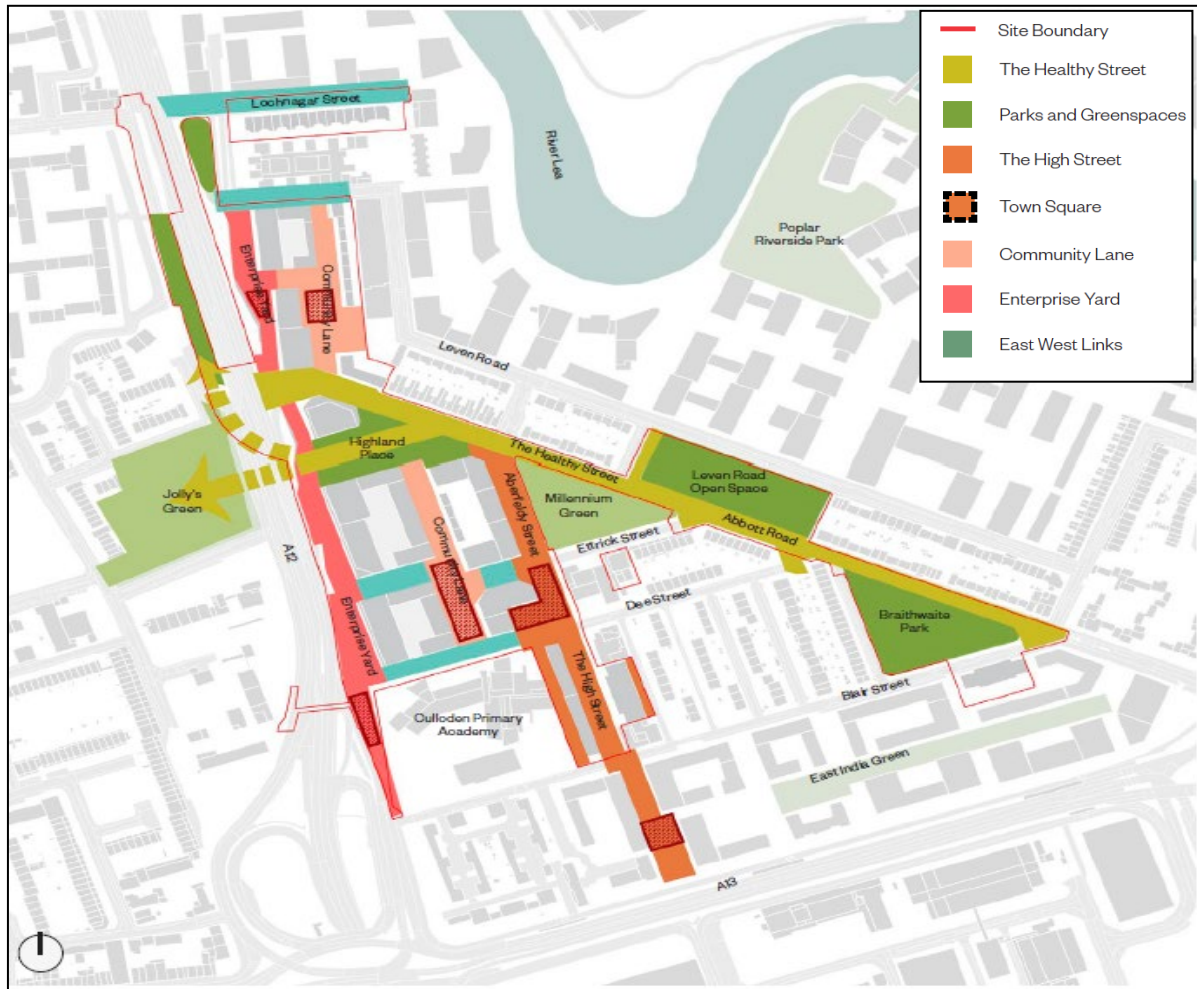 Site Boundary
The Healthy Street
Parks and Greenspaces
The High Street
Town Square
Community Lane
Enterprise Yard
East West Links
Lochnagar Street
River Lea
Poplar
Riverside Park
Enterprise Yard
Community Lane
Leven Road
Highland
Place
The Healthy Street
Leven Road
Open Space
Jolly's
Green
Aberfeldy Street
Millennium
Green
Abbott Road
Community Lane
Ettrick Street
A12
Dee Street
Enterprise Yard
Braithwaite
Park
The High Street
Blair Street
Culloden Primary
Academy
East India Green
A13